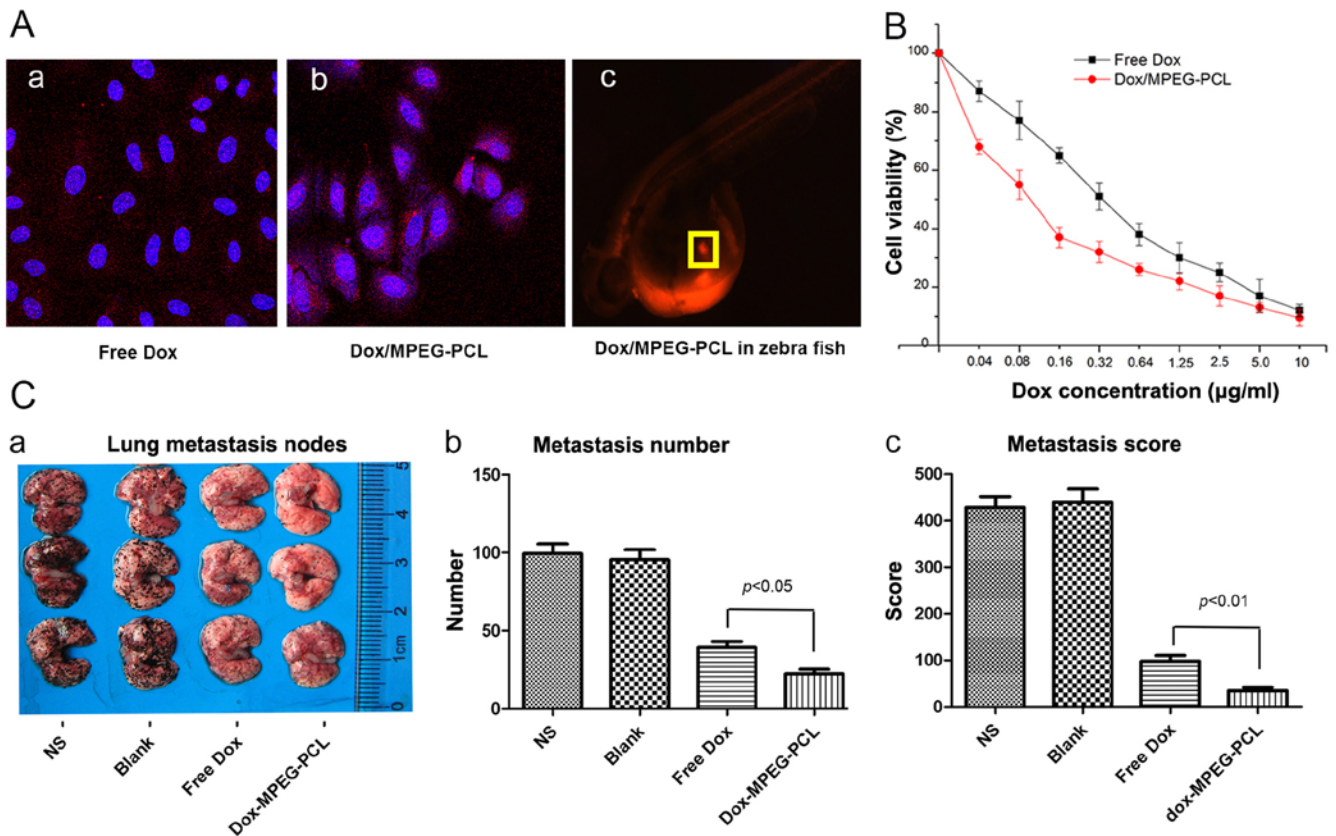 A
a
b
c
Free Dox
Dox/MPEG-PCL
Dox/MPEG-PCL in zebra fish
B
Free Dox
Dox/MPEG-PCL
Cell viability (%)
100
80
60
40
20
0
0.04 0.08 0.16 0.32 0.64 1.25 2.5 5.0 10
Dox concentration (μg/ml)
C
a
Lung metastasis nodes
5
4
3
2
1cm
0
NS
Blank
Free Dox
Dox-MPEG-PCL
b
Metastasis number
Number
150
100
50
0
p<0.05
NS
Blank
Free Dox
Dox-MPEG-PCL
c
Metastasis score
Score
500
400
300
200
100
0
p<0.01
NS
Blank
Free Dox
dox-MPEG-PCL